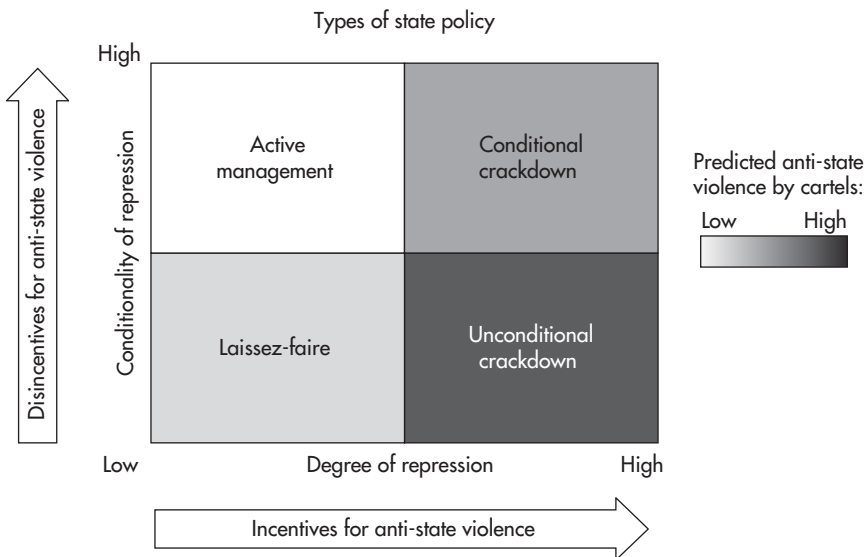 Types of state policy
High
Disincentives for anti-state violence
Conditionality of repression
Active
management
Conditional
crackdown
Predicted anti-state
violence by cartels:
Low High
Laissez-faire
Unconditional
crackdown
Low Degree of repression High
Incentives for anti-state violence